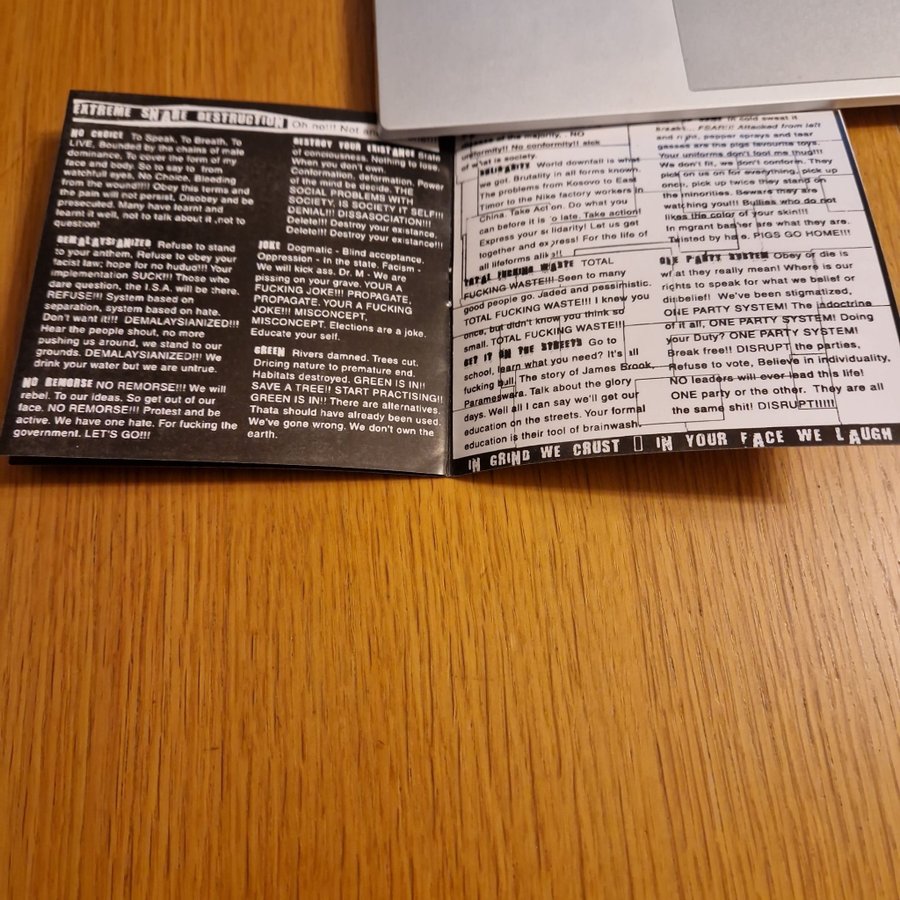 EXTREME SNARE DESTRUCTION Oh no!! Not an
NO CHOICE To Speak, To Breath, To
LIVE, Bounded by the chains of male
dominance, To cover the form of my
face and body. So to say to from
watchfull eyes, No Choice, Bleeding
from the wound!!!! Obey this terms and
the pain will not persist, Disobey and be
prosecuted. Many have learnt and
learnt it well, not to talk about it ,not to
question!
DEMALAYSIANIZED Refuse to stand
to your anthem, Refuse to obey your
facist law; hope for no hudud!!! Your
implementation SUCK!!! Those who
dare question, the I.S.A. will be there.
REFUSE!!! System based on
separation, system based on hate.
Don't want it!!! DEMALAYSIANIZED!!!
Hear the people shout, no more
pushing us around, we stand to our
grounds. DEMALAYSIANIZED!!! We
drink your water but we are untrue.
NO REMORSE NO REMORSE!!! We will
rebel. To our ideas. So get out of our
face. NO REMORSE!!! Protest and be
active. We have one hate. For fucking the
government. LET'S GO!!!
DESTROY YOUR EXISTANCE
of consciousness. Nothing to lose.
When you don't own.
Conformation, deformation. Power
of the mind be decide. THE
SOCIAL PROBLEMS WITH
SOCIETY, IS SOCIETY IT SELF!!!
DENIAL!! DISSASOCIATION!!
Delete!!! Destroy your existance
Delete!!! Destroy your existance!!!
JOKE Dogmatic - Blind acceptance,
Oppression - In the state. Facism -
We will kick ass. Dr. M - We are
pissing on your grave. YOUR A
FUCKING JOKE!!! PROPAGATE,
PROPAGATE. YOUR A FUCKING
JOKE!!! MISCONCEPT,
MISCONCEPT. Elections are a joke.
Educate your self.
GREEN Rivers damned. Trees cut.
Dricing nature to premature end.
Habitats destroyed. GREEN IS IN!!
SAVE A TREE!! START PRACTISING!!
GREEN IS IN!! There are alternatives.
Thata should have already been used.
We've gone wrong. We don't own the
earth.
of the majority... NO
uniformity!! No conformity!! sick
of what is society.
SOLIDARITY World downfall is what
we got. Brutality in all forms known.
The problems from Kosovo to East
Timor to the Nike factory workers in
China. Take Action. Do what you
can before it is to late. Take action!
Express your solidarity! Let us get
together and express! For the life of
all lifeforms alike!!
TOTAL FUCKING WASTE TOTAL
FUCKING WASTE!!! Seen to many
good people go. Jaded and pessimistic.
TOTAL FUCKING WASTE!!! I knew you
once, but didn't know you think so
small. TOTAL FUCKING WASTE!!!
GET IT ON THE STREETS Go to
school, learn what you need? It's all
fucking bull. The story of James Brook,
Parameswara. Talk about the glory
days. Well all I can say we'll get our
education on the streets. Your formal
education is their tool of brainwash.
in cold sweat it
break... FEAR!!! Attacked from left
and right, pepper sprays and tear
gasses are the pigs favourite toys.
Your uniforms don't fool me thug!!!
We don't fit, we don't conform. They
pick on us on for everything, pick up
once, pick up twice they stand on
the minorities. Beware they are
watching you!!! Bullies who do not
likes the color of your skin!!!
Immigrant basher are what they are.
Twisted by hate. PIGS GO HOME!!!
ONE PARTY SYSTEM Obey or die is
what they really mean! Where is our
rights to speak for what we belief or
disbelief! We've been stigmatized,
ONE PARTY SYSTEM! The indoctrine
of it all, ONE PARTY SYSTEM! Doing
your Duty? ONE PARTY SYSTEM!
Break free!! DISRUPT the parties,
Refuse to vote, Believe in individuality,
NO leaders will ever lead this life!
ONE party or the other. They are all
the same shit! DISRUPT!!!!!
IN GRIND WE CRUST IN YOUR FACE WE LAUGH